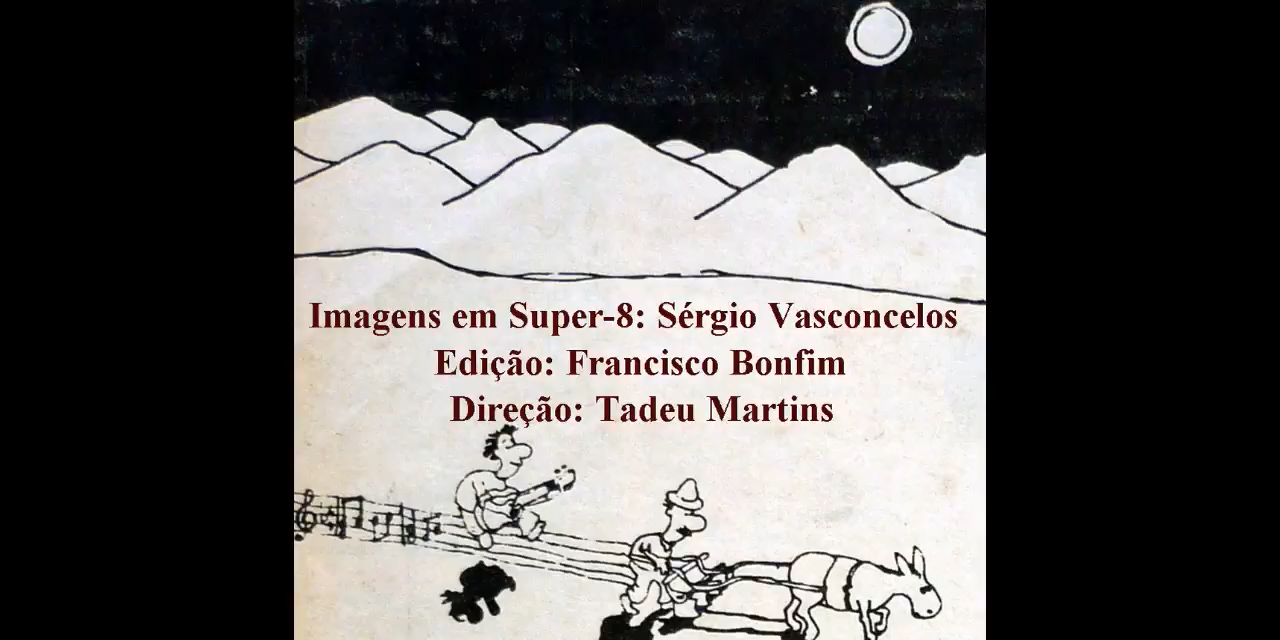 Imagens em Super-8: Sérgio Vasconcelos
Edição: Francisco Bonfim
Direção: Tadeu Martins